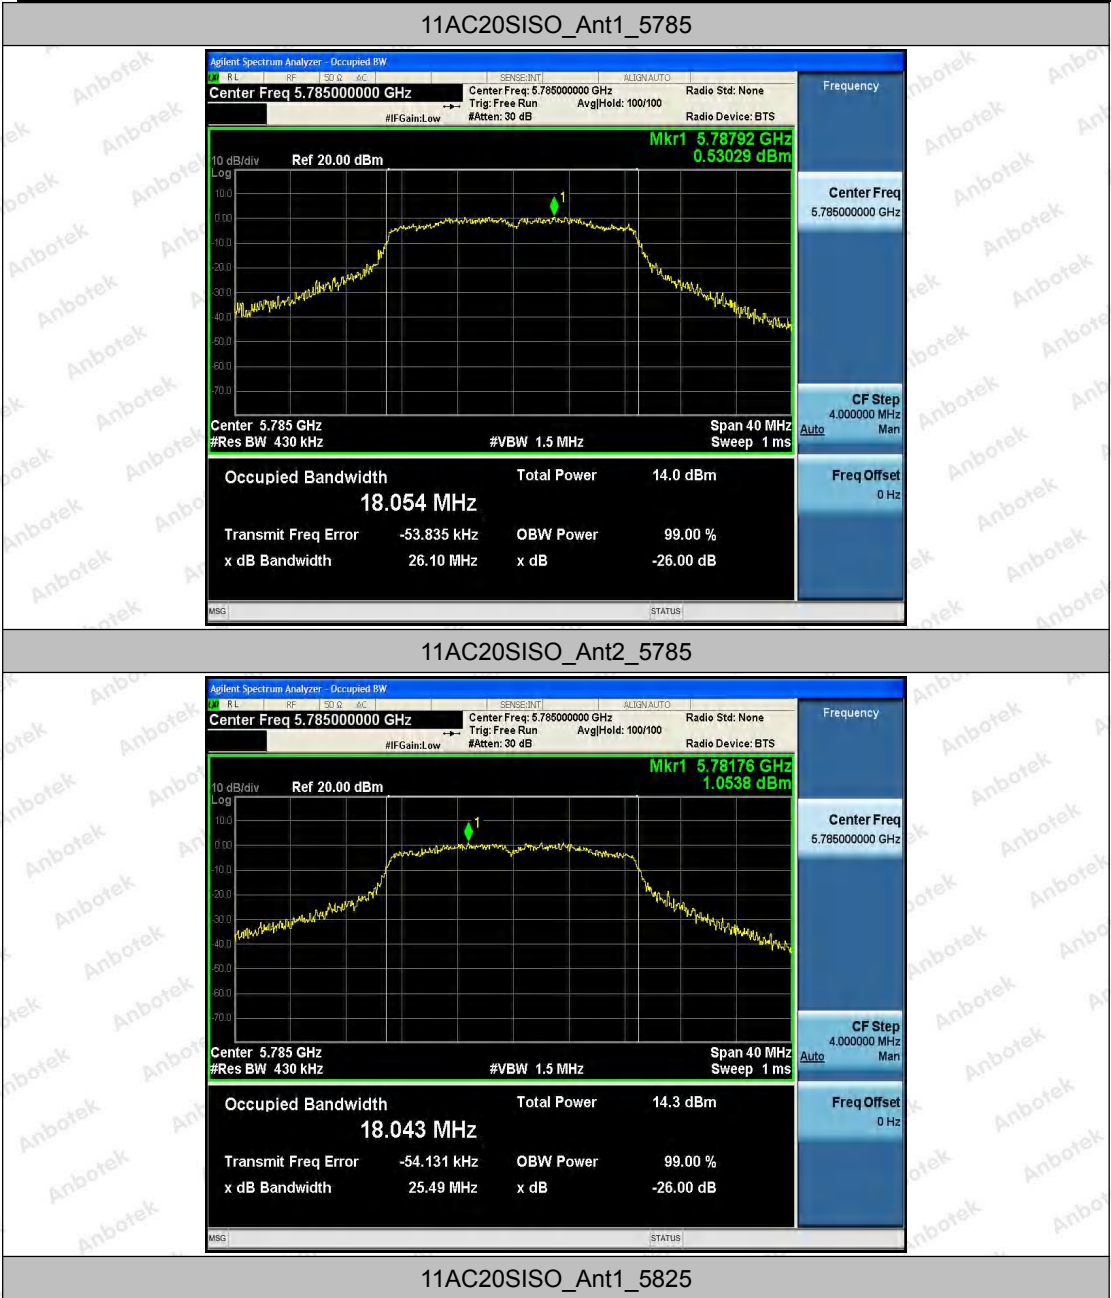 11AC20SISO_Ant1_5785
Agilent Spectrum Analyzer - Occupied BW
RL RF 50 Ω AC SENSE:INT ALIGNAUTO
Center Freq 5.785000000 GHz
Center Freq: 5.785000000 GHz Radio Std: None
Trig: Free Run Avg|Hold: 100/100
#IFGain:Low #Atten: 30 dB Radio Device: BTS
Mkr1 5.78792 GHz
0.53029 dBm
10 dB/div Ref 20.00 dBm
Log
10.0
0.00
-10.0
-20.0
-30.0
-40.0
-50.0
-60.0
-70.0
1
Center 5.785 GHz Span 40 MHz
#Res BW 430 kHz #VBW 1.5 MHz Sweep 1 ms
Occupied Bandwidth Total Power 14.0 dBm
18.054 MHz
Transmit Freq Error -53.835 kHz OBW Power 99.00 %
x dB Bandwidth 26.10 MHz x dB -26.00 dB
MSG STATUS
Frequency
Center Freq
5.785000000 GHz
CF Step
4.000000 MHz
Auto Man
Freq Offset
0 Hz
11AC20SISO_Ant2_5785
Agilent Spectrum Analyzer - Occupied BW
RL RF 50 Ω AC SENSE:INT ALIGNAUTO
Center Freq 5.785000000 GHz
Center Freq: 5.785000000 GHz Radio Std: None
Trig: Free Run Avg|Hold: 100/100
#IFGain:Low #Atten: 30 dB Radio Device: BTS
Mkr1 5.78176 GHz
1.0538 dBm
10 dB/div Ref 20.00 dBm
Log
10.0
0.00
-10.0
-20.0
-30.0
-40.0
-50.0
-60.0
-70.0
1
Center 5.785 GHz Span 40 MHz
#Res BW 430 kHz #VBW 1.5 MHz Sweep 1 ms
Occupied Bandwidth Total Power 14.3 dBm
18.043 MHz
Transmit Freq Error -54.131 kHz OBW Power 99.00 %
x dB Bandwidth 25.49 MHz x dB -26.00 dB
MSG STATUS
Frequency
Center Freq
5.785000000 GHz
CF Step
4.000000 MHz
Auto Man
Freq Offset
0 Hz
11AC20SISO_Ant1_5825
Anbotek